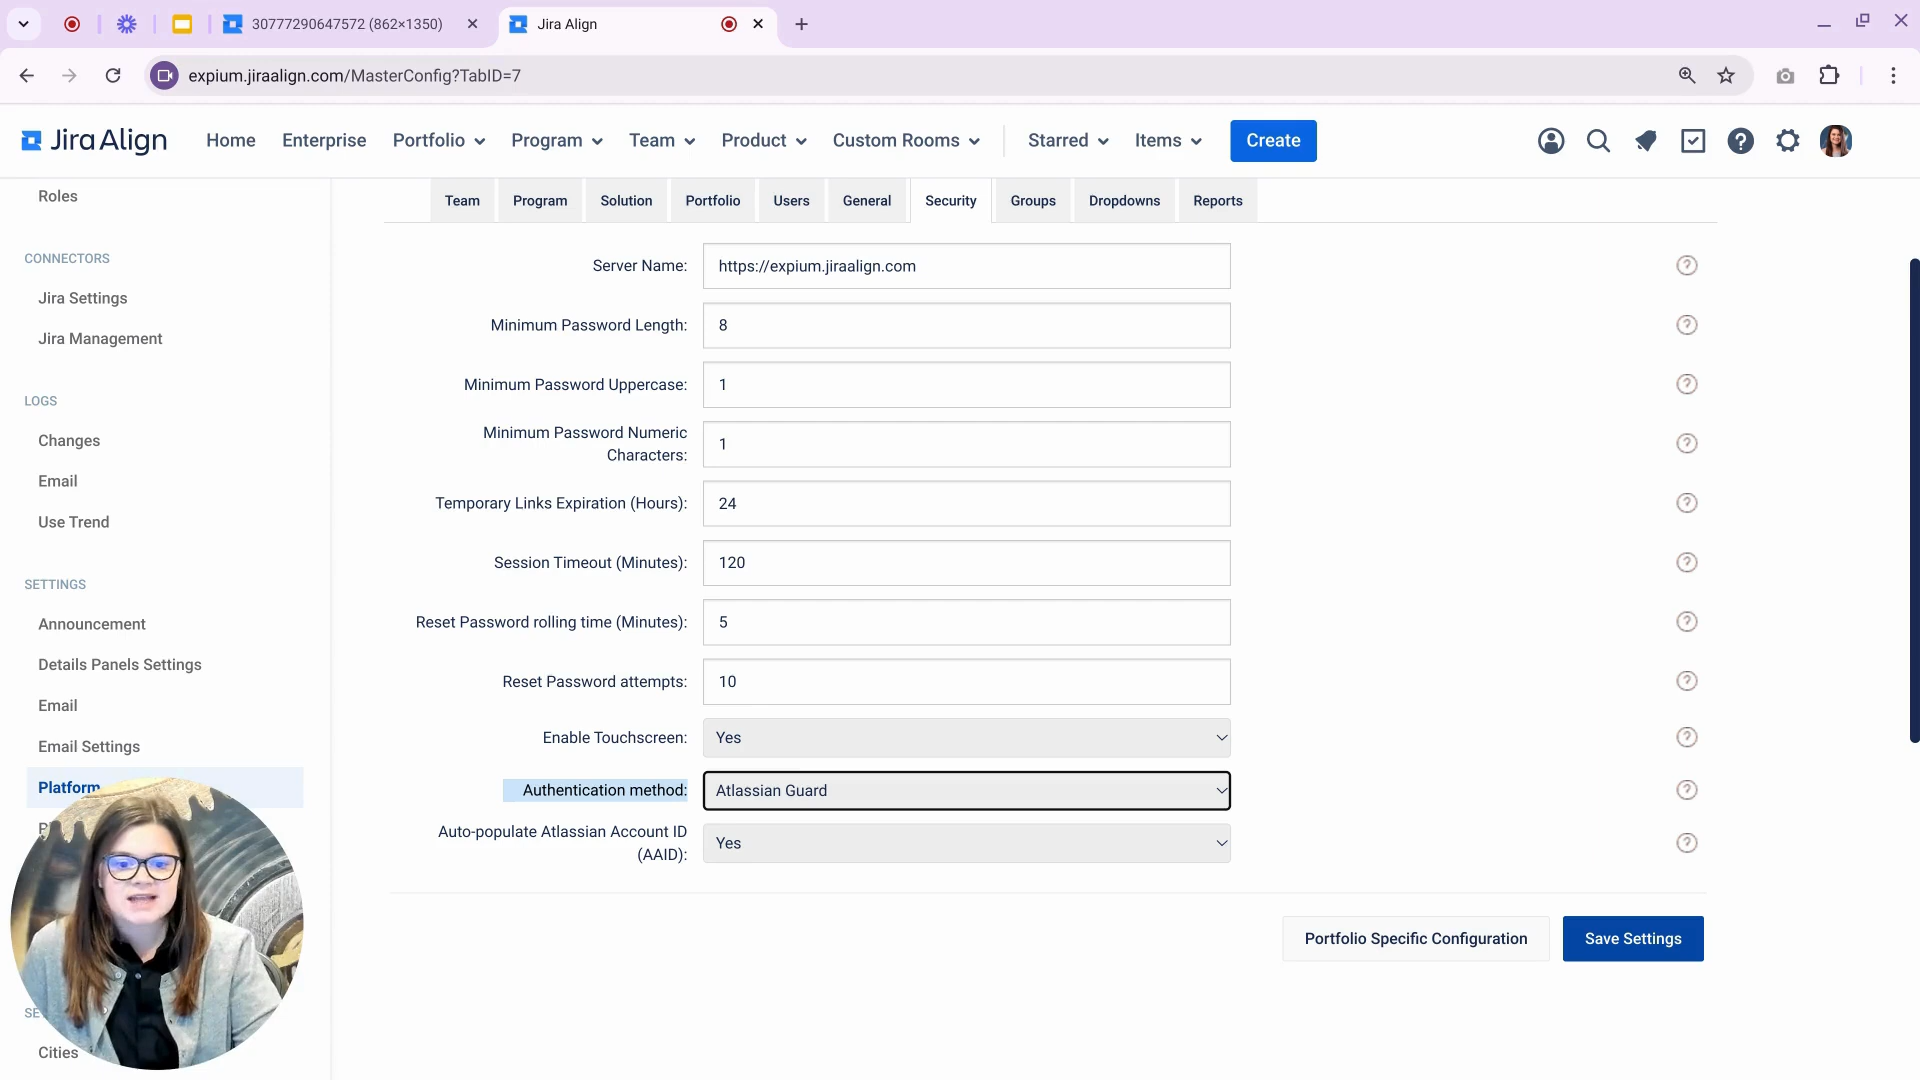 30777290647572 (862×1350)
Jira Align
expium.jiraalign.com/MasterConfig?TabID=7
Jira Align
Home
Enterprise
Portfolio
Program
Team
Product
Custom Rooms
Starred
Items
Create
Roles
CONNECTORS
Jira Settings
Jira Management
LOGS
Changes
Email
Use Trend
SETTINGS
Announcement
Details Panels Settings
Email
Email Settings
Platform
Cities
Team
Program
Solution
Portfolio
Users
General
Security
Groups
Dropdowns
Reports
Server Name:
https://expium.jiraalign.com
Minimum Password Length:
8
Minimum Password Uppercase:
1
Minimum Password Numeric
Characters:
1
Temporary Links Expiration (Hours):
24
Session Timeout (Minutes):
120
Reset Password rolling time (Minutes):
5
Reset Password attempts:
10
Enable Touchscreen:
Yes
Authentication method:
Atlassian Guard
Auto-populate Atlassian Account ID
(AAID):
Yes
Portfolio Specific Configuration
Save Settings